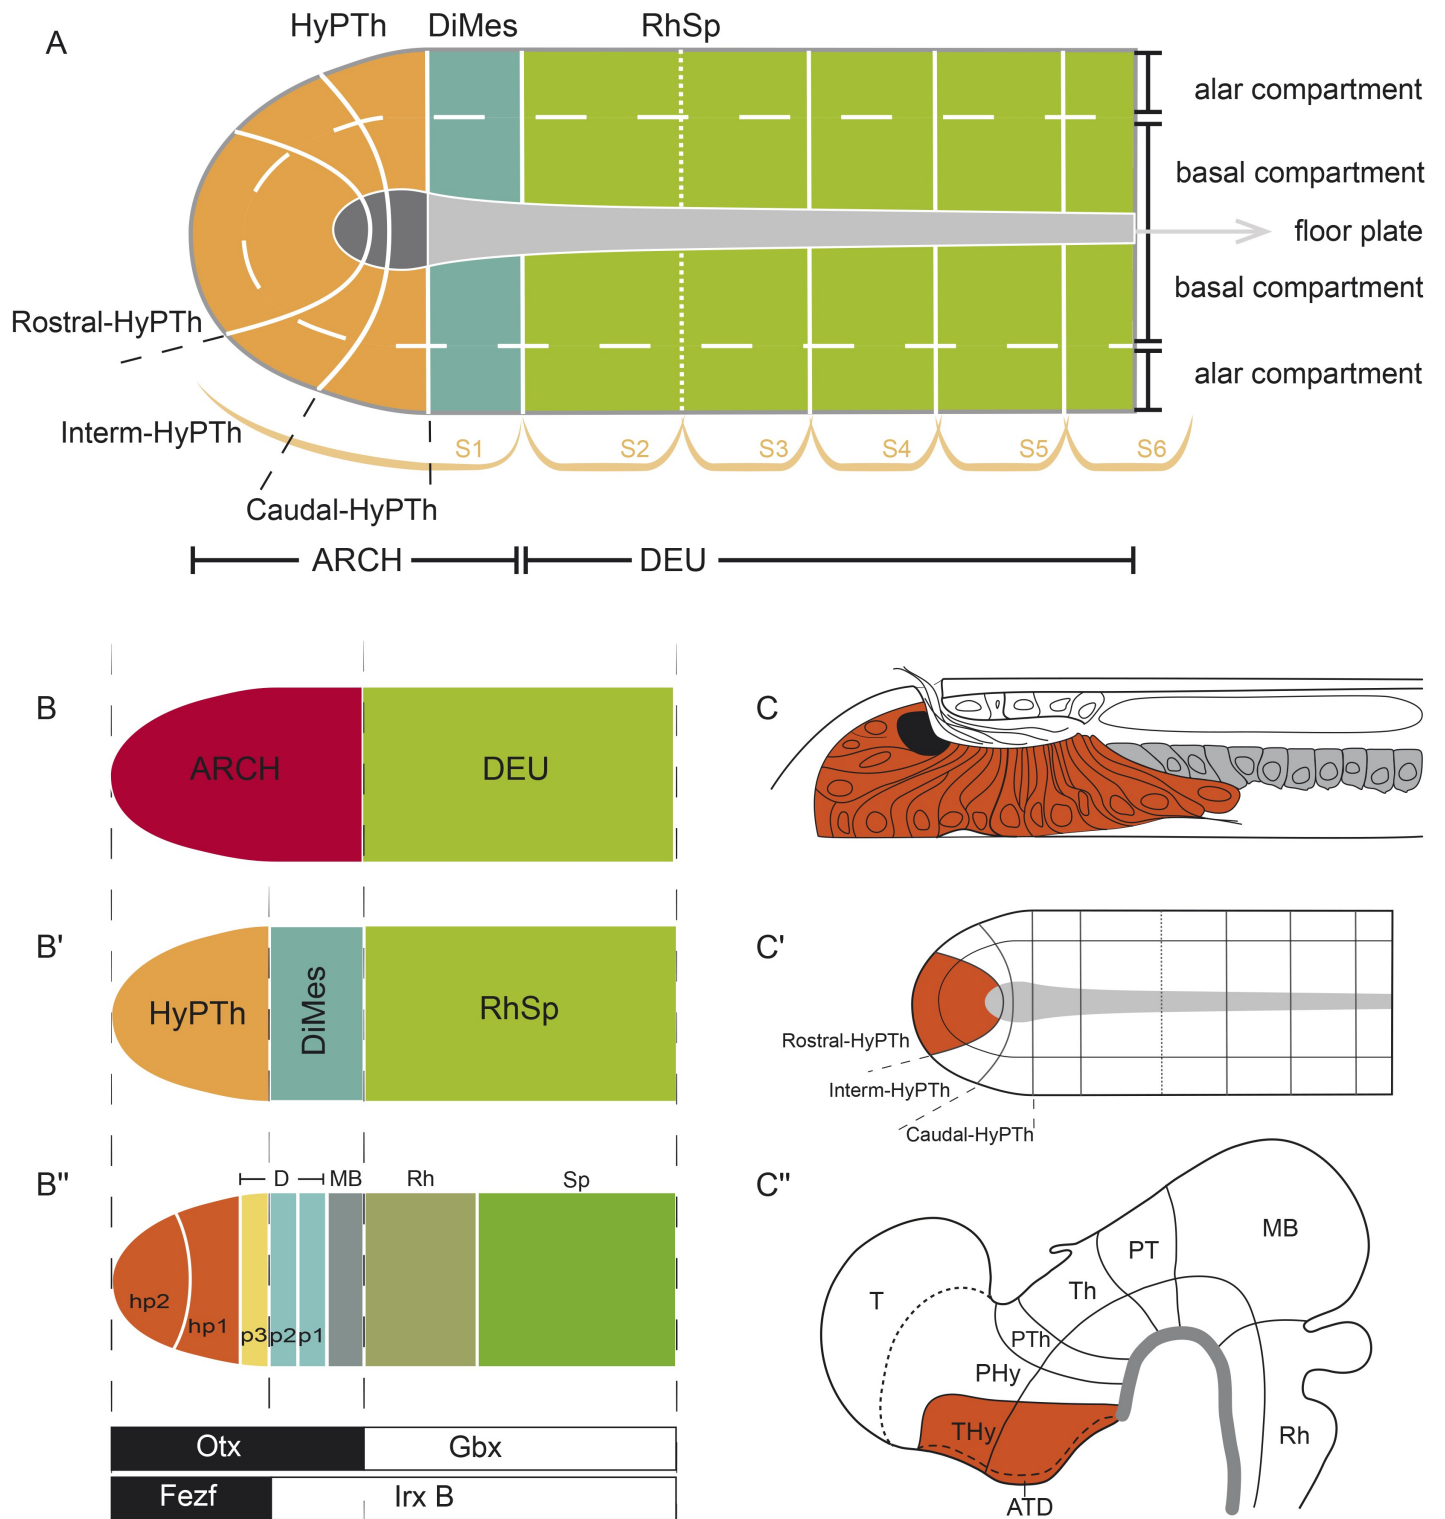 A
HyPTh DiMes RhSp
alar compartment
basal compartment
floor plate
basal compartment
alar compartment
Rostral-HyPTh
Interm-HyPTh
Caudal-HyPTh
S1 S2 S3 S4 S5 S6
ARCH DEU
B
ARCH DEU
B'
HyPTh DiMes RhSp
B"
D MB Rh Sp
hp2 hp1 p3 p2 p1
Otx Gbx
Fezf Irx B
C
C'
Rostral-HyPTh
Interm-HyPTh
Caudal-HyPTh
C"
MB
PT
Th
T
PTh
PHy
THy
Rh
ATD